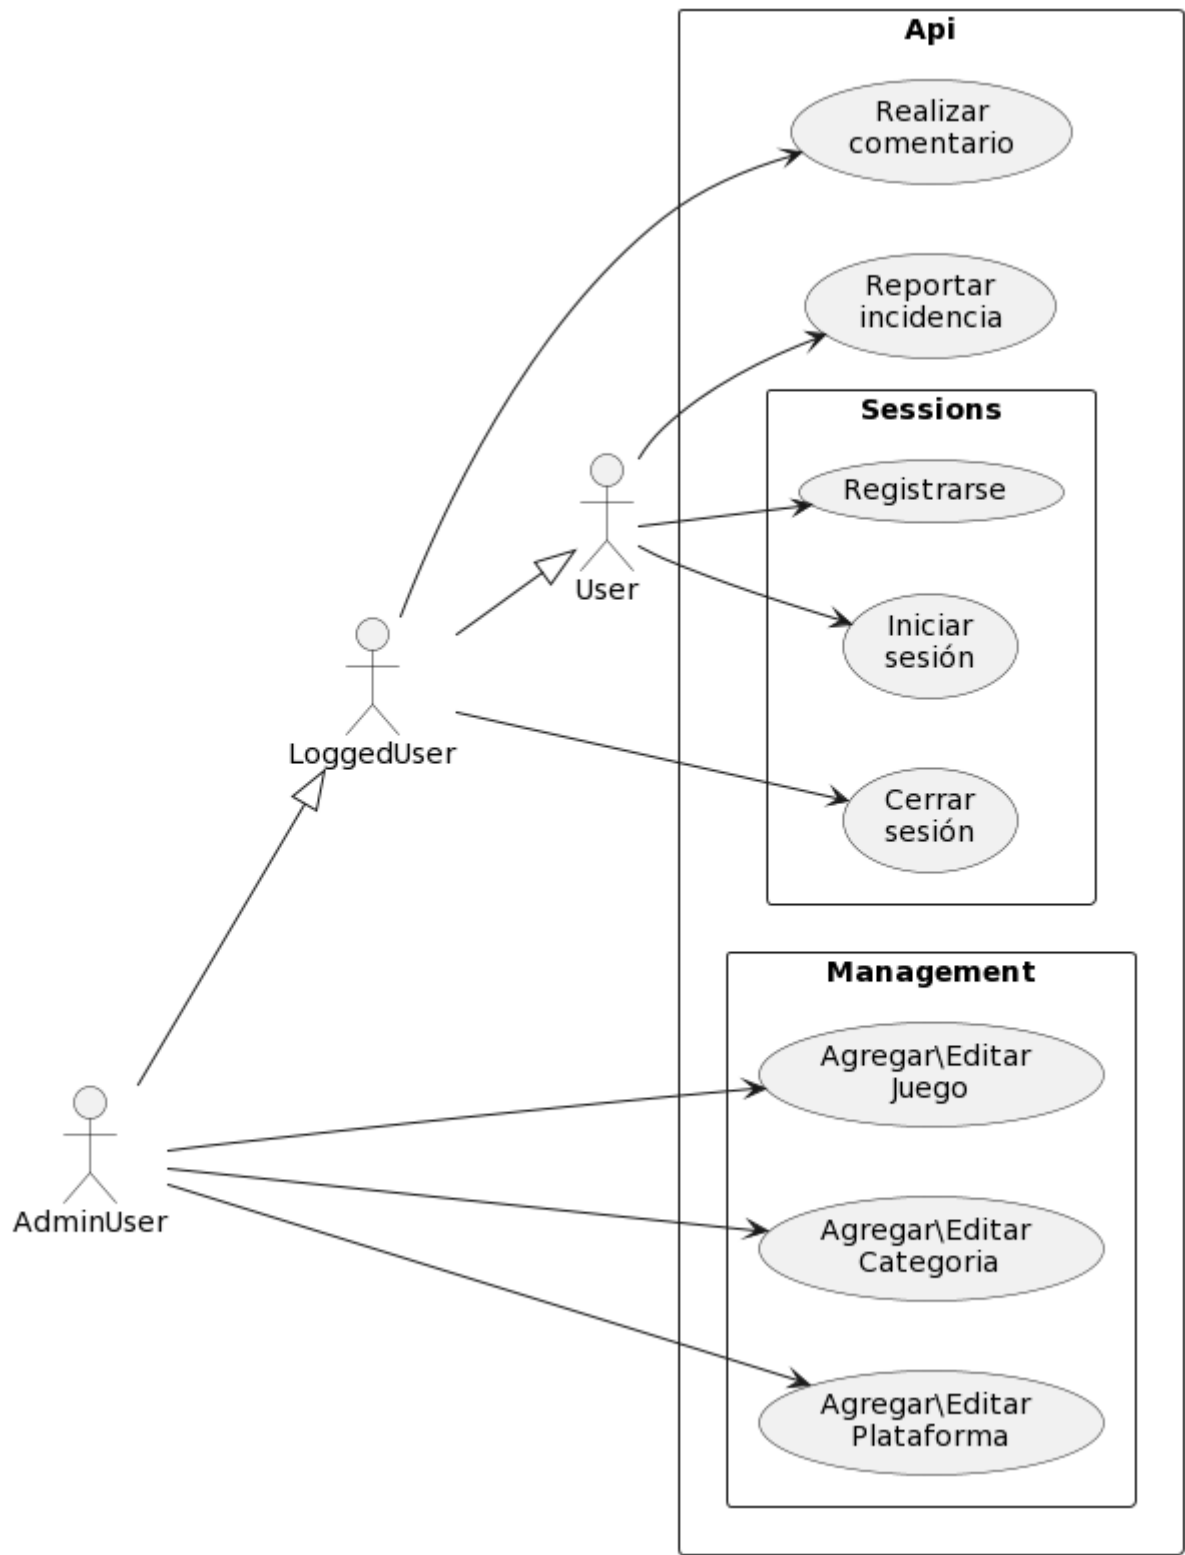 Api
Realizar
comentario
Reportar
incidencia
Sessions
Registrarse
User
Iniciar
sesión
LoggedUser
Cerrar
sesión
Management
Agregar\Editar
Juego
AdminUser
Agregar\Editar
Categoria
Agregar\Editar
Plataforma